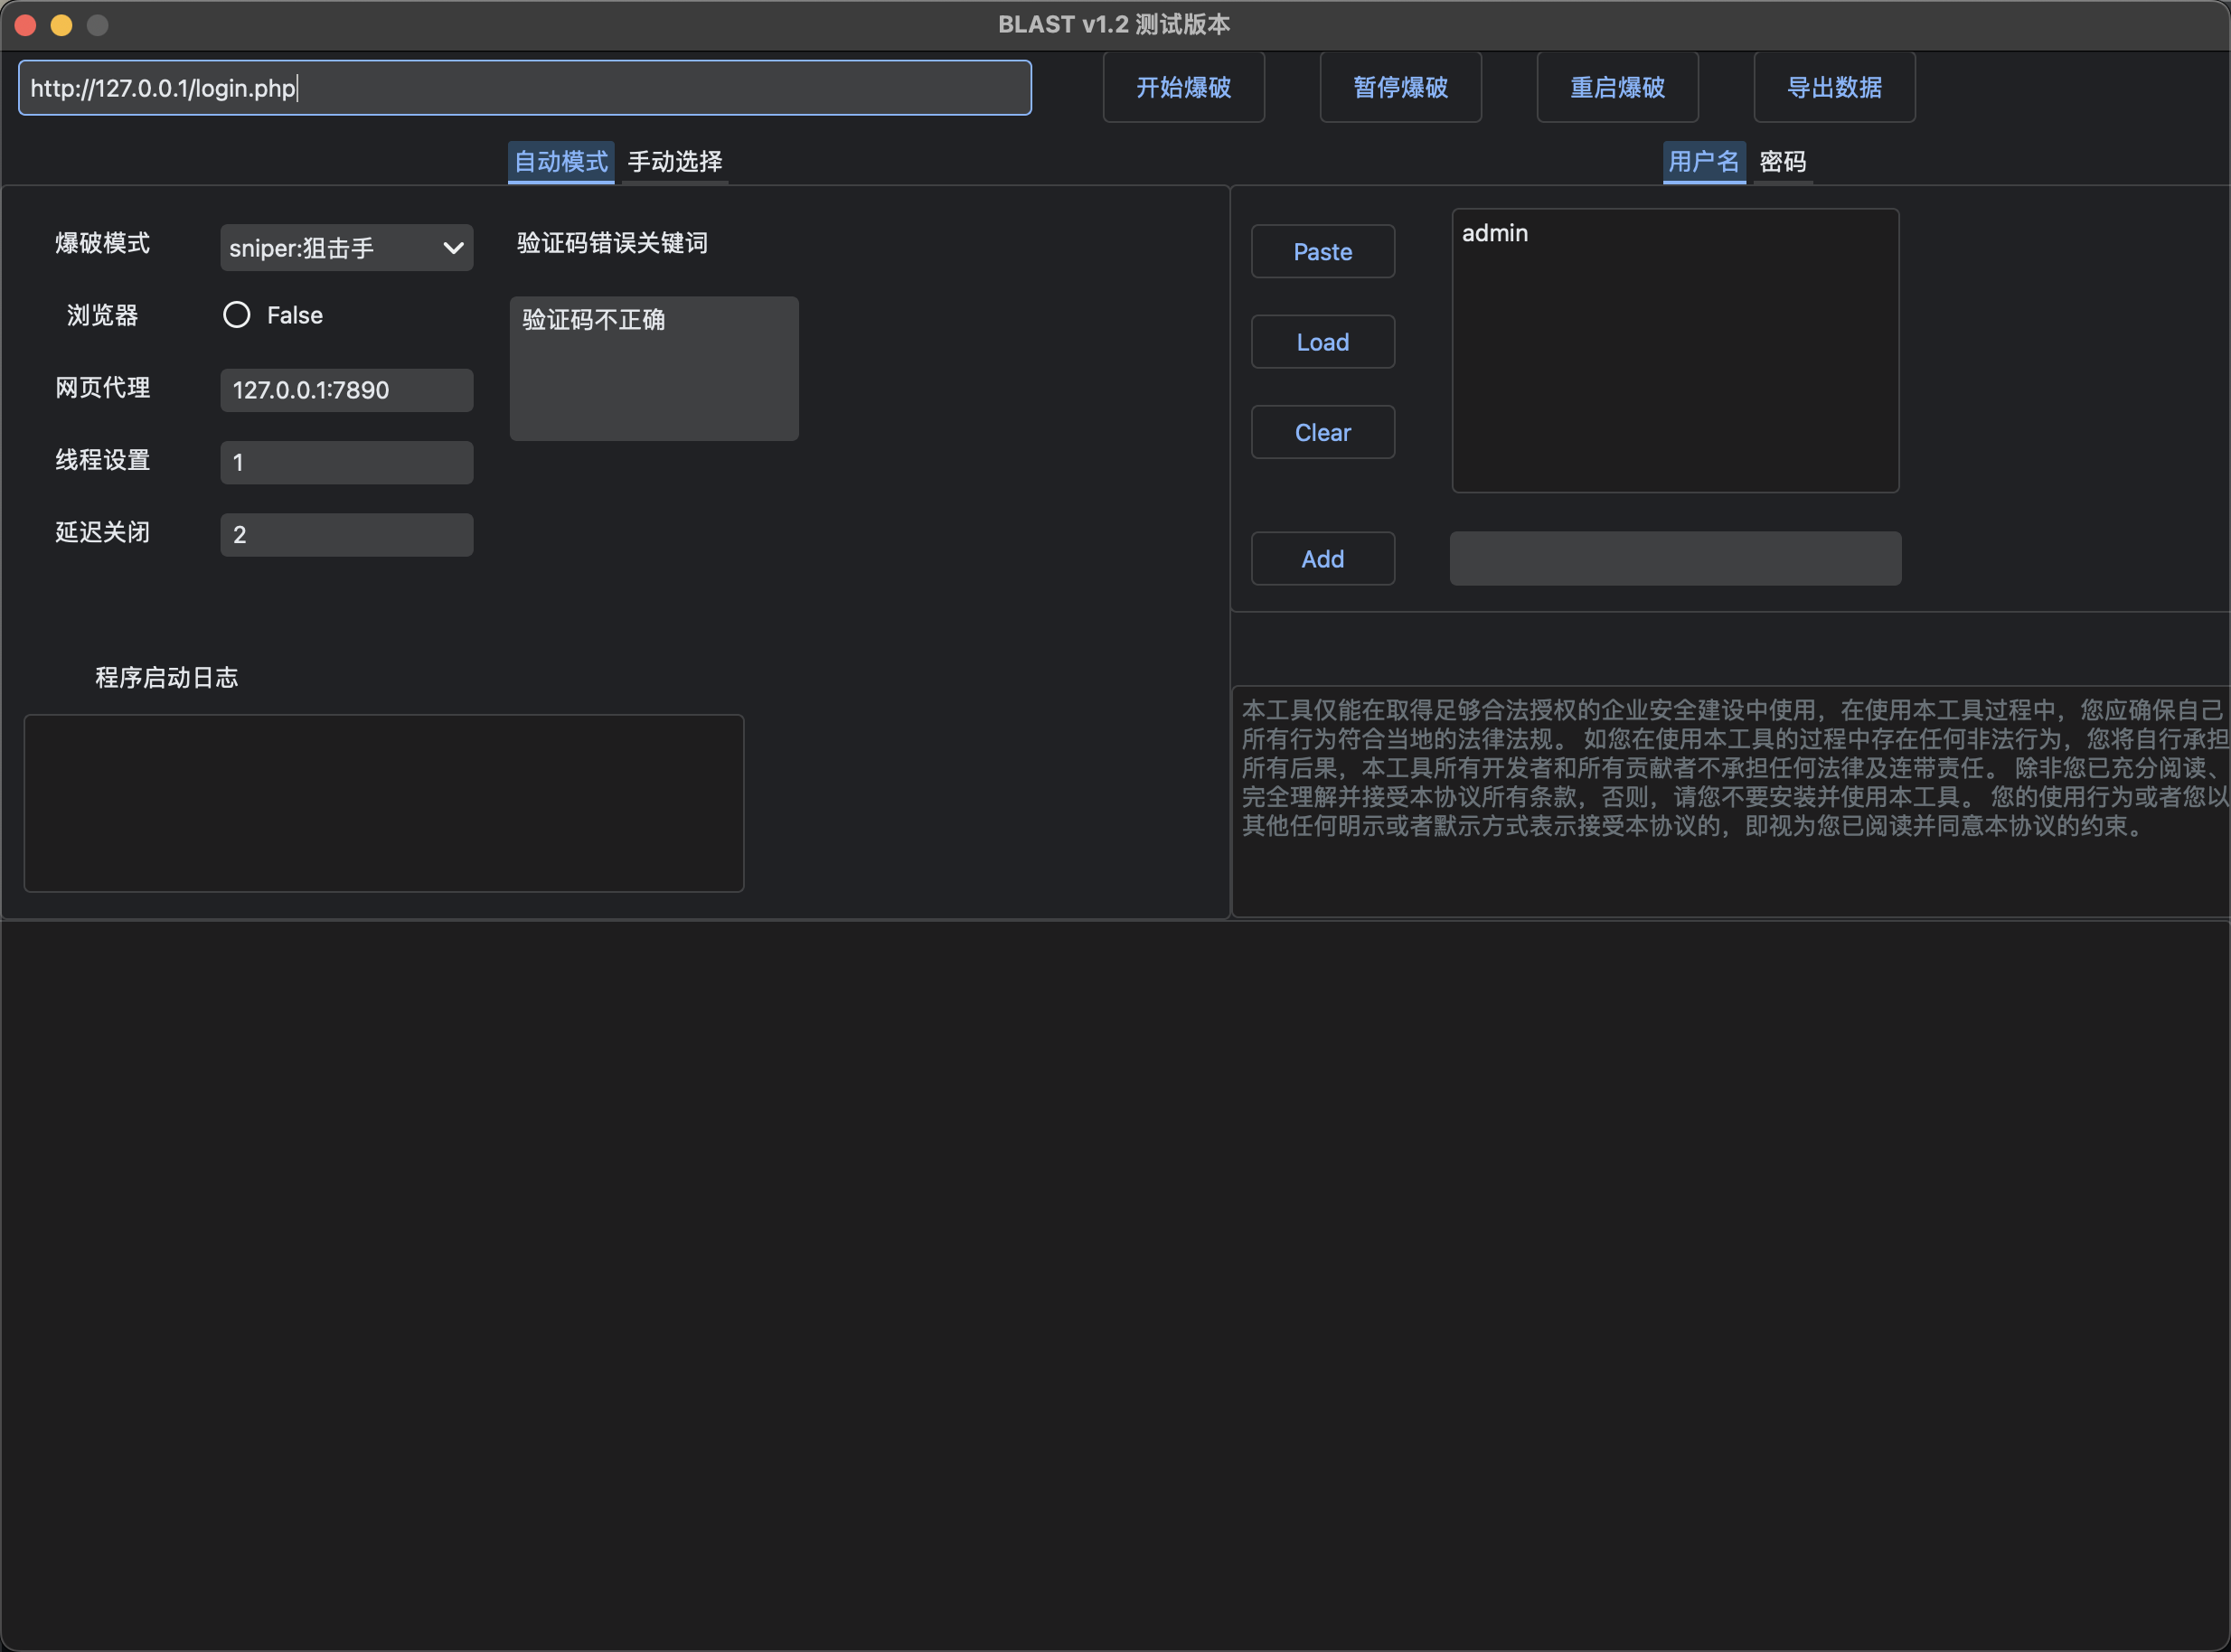 BLAST v1.2 测试版本
http://127.0.0.1/login.php
开始爆破
暂停爆破
重启爆破
导出数据
自动模式
手动选择
用户名
密码
爆破模式
sniper:狙击手
验证码错误关键词
浏览器
False
验证码不正确
网页代理
127.0.0.1:7890
线程设置
1
延迟关闭
2
程序启动日志
Paste
admin
Load
Clear
Add
本工具仅能在取得足够合法授权的企业安全建设中使用，在使用本工具过程中，您应确保自己
所有行为符合当地的法律法规。 如您在使用本工具的过程中存在任何非法行为，您将自行承担
所有后果，本工具所有开发者和所有贡献者不承担任何法律及连带责任。 除非您已充分阅读、
完全理解并接受本协议所有条款，否则，请您不要安装并使用本工具。 您的使用行为或者您以
其他任何明示或者默示方式表示接受本协议的，即视为您已阅读并同意本协议的约束。